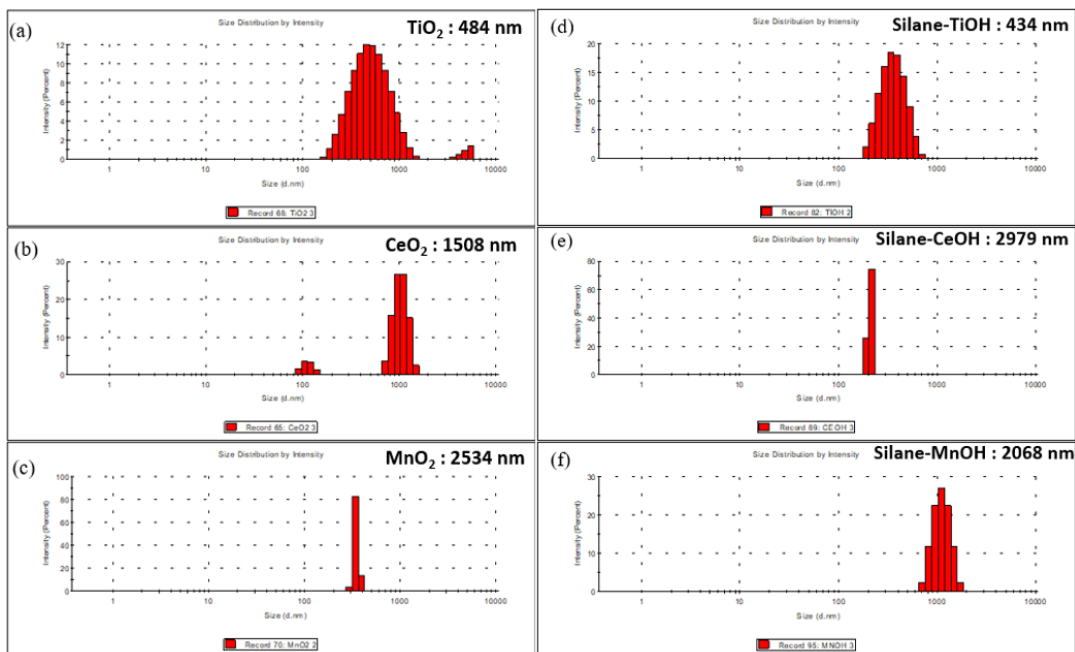 (a)
Size Distribution by Intensity
TiO₂ : 484 nm
Intensity (Percent)
12
10
8
6
4
2
0
1 10 100 1000 10000
Size (d.nm)
Record 68: TiO2 3
(b)
Size Distribution by Intensity
CeO₂ : 1508 nm
Intensity (Percent)
30
20
10
0
1 10 100 1000 10000
Size (d.nm)
Record 65: CeO2 3
(c)
Size Distribution by Intensity
MnO₂ : 2534 nm
Intensity (Percent)
100
80
60
40
20
0
1 10 100 1000 10000
Size (d.nm)
Record 70: MnO2 2
(d)
Size Distribution by Intensity
Silane-TiOH : 434 nm
Intensity (Percent)
20
15
10
5
0
1 10 100 1000 10000
Size (d.nm)
Record 82: TIOH 2
(e)
Size Distribution by Intensity
Silane-CeOH : 2979 nm
Intensity (Percent)
80
60
40
20
0
1 10 100 1000 10000
Size (d.nm)
Record 89: CEOH 3
(f)
Size Distribution by Intensity
Silane-MnOH : 2068 nm
Intensity (Percent)
30
20
10
0
1 10 100 1000 10000
Size (d.nm)
Record 95: MNOH 3